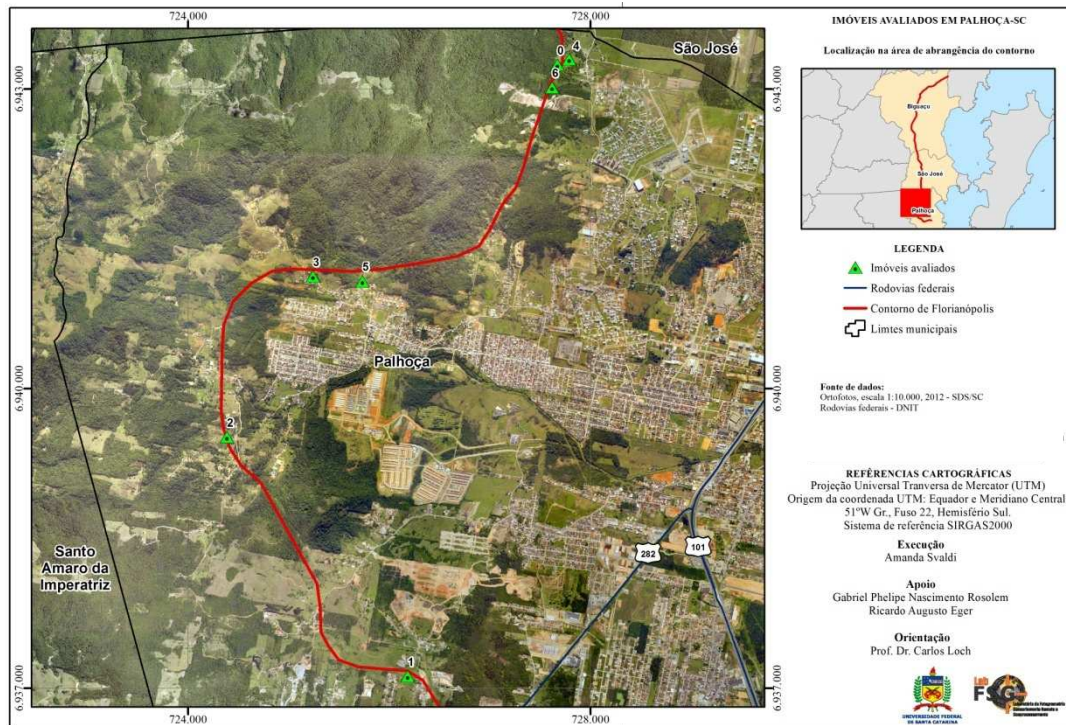 724.000
728.000
6.943.000
6.940.000
6.937.000
São José
0
4
6
3
5
Palhoça
2
282
101
Santo
Amaro da
Imperatriz
1
6.943.000
6.940.000
6.937.000
724.000
728.000
IMÓVEIS AVALIADOS EM PALHOÇA-SC
Localização na área de abrangência do contorno
Biguaçu
São José
Palhoça
LEGENDA
Imóveis avaliados
Rodovias federais
Contorno de Florianópolis
Limtes municipais
Fonte de dados:
Ortofotos, escala 1:10.000, 2012 - SDS/SC
Rodovias federais - DNIT
REFÊRENCIAS CARTOGRÁFICAS
Projeção Universal Tranversa de Mercator (UTM)
Origem da coordenada UTM: Equador e Meridiano Central
51ºW Gr., Fuso 22, Hemisfério Sul.
Sistema de referência SIRGAS2000
Execução
Amanda Svaldi
Apoio
Gabriel Phelipe Nascimento Rosolem
Ricardo Augusto Eger
Orientação
Prof. Dr. Carlos Loch
UNIVERSIDADE FEDERAL
DE SANTA CATARINA
Lab
FSG